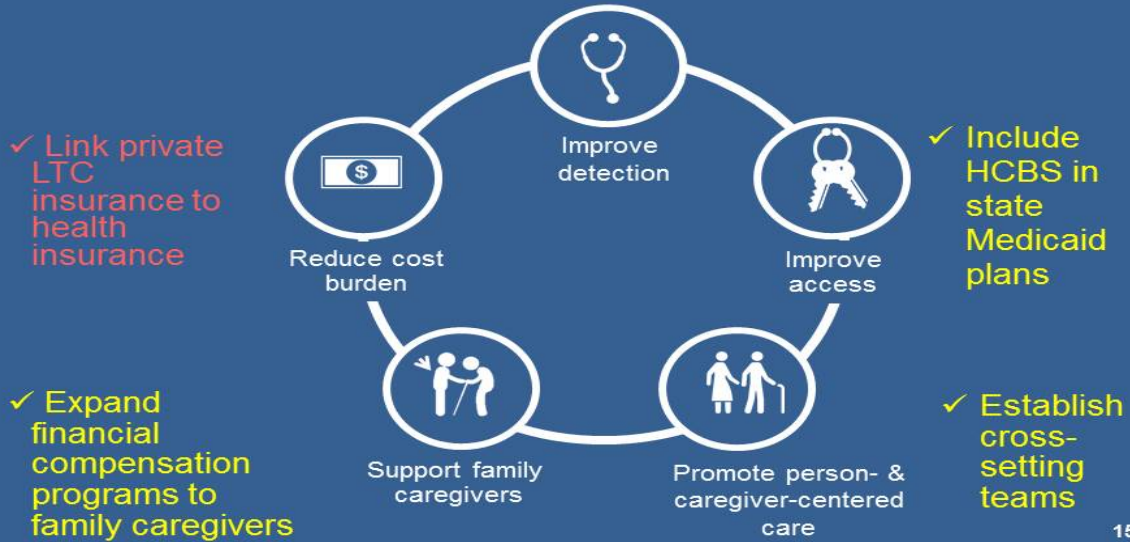 Improve
detection
✓ Link private
LTC
insurance to
health
insurance
$
Reduce cost
burden
Improve
access
✓ Include
HCBS in
state
Medicaid
plans
✓ Expand
financial
compensation
programs to
family caregivers
Support family
caregivers
Promote person- &
caregiver-centered
care
✓ Establish
cross-
setting
teams
15